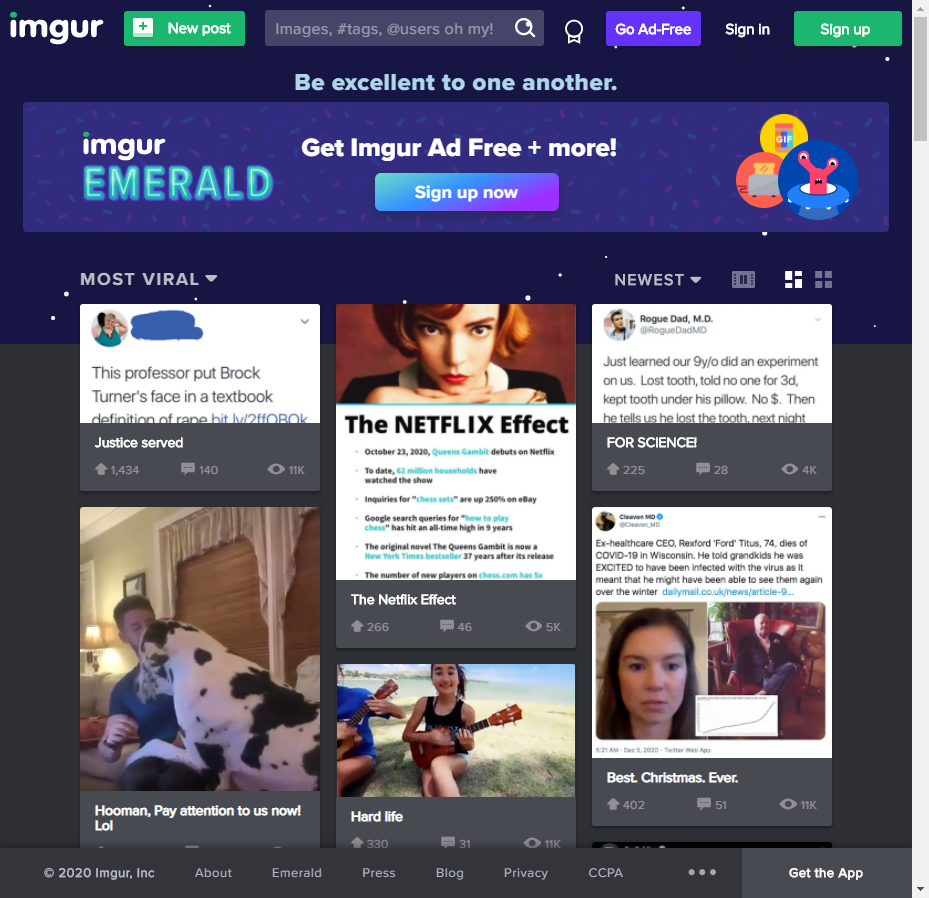 imgur
New post
Images, #tags, @users oh my!
Go Ad-Free
Sign in
Sign up
Be excellent to one another.
imgur
EMERALD
Get Imgur Ad Free + more!
Sign up now
GIF
MOST VIRAL
NEWEST
This professor put Brock
Turner's face in a textbook
definition of rape bit.ly/2ffOBOk
Justice served
1,434
140
11K
The NETFLIX Effect
October 23, 2020, Queens Gambit debuts on Netflix
To date, 62 million households have
watched the show
Inquiries for "chess sets" are up 250% on eBay
Google search queries for "how to play
chess" has hit an all-time high in 9 years
The original novel The Queens Gambit is now a
New York Times bestseller 37 years after its release
The number of new players on chess.com has 5x
The Netflix Effect
266
46
5K
Rogue Dad, M.D.
@RogueDadMD
Just learned our 9y/o did an experiment
on us. Lost tooth, told no one for 3d,
kept tooth under his pillow. No $. Then
he tells us he lost the tooth, next night
FOR SCIENCE!
225
28
4K
Hooman, Pay attention to us now!
Lol
Hard life
330
31
11K
Cleavon MD
@Cleavon_MD
Ex-healthcare CEO, Rexford 'Ford' Titus, 74, dies of
COVID-19 in Wisconsin. He told grandkids he was
EXCITED to have been infected with the virus as it
meant that he might have been able to see them again
over the winter dailymail.co.uk/news/article-9...
5:21 AM · Dec 5, 2020 · Twitter Web App
Best. Christmas. Ever.
402
51
11K
© 2020 Imgur, Inc
About
Emerald
Press
Blog
Privacy
CCPA
Get the App